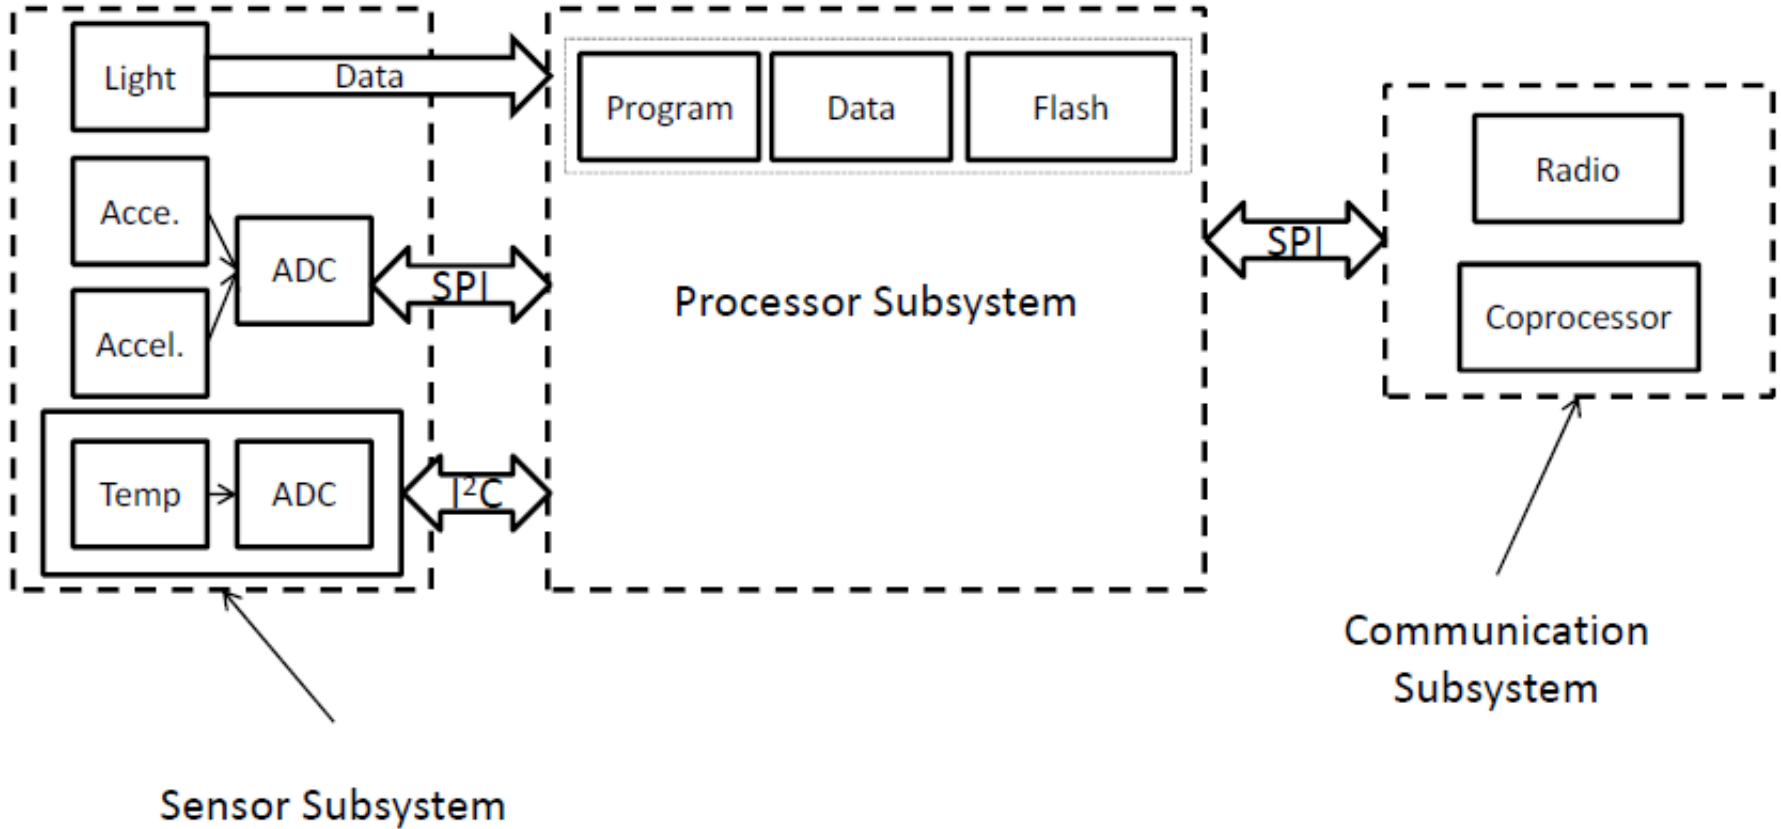 Light
Data
Program
Data
Flash
Radio
Acce.
ADC
SPI
SPI
Processor Subsystem
Accel.
Coprocessor
Temp
ADC
I²C
Communication
Subsystem
Sensor Subsystem